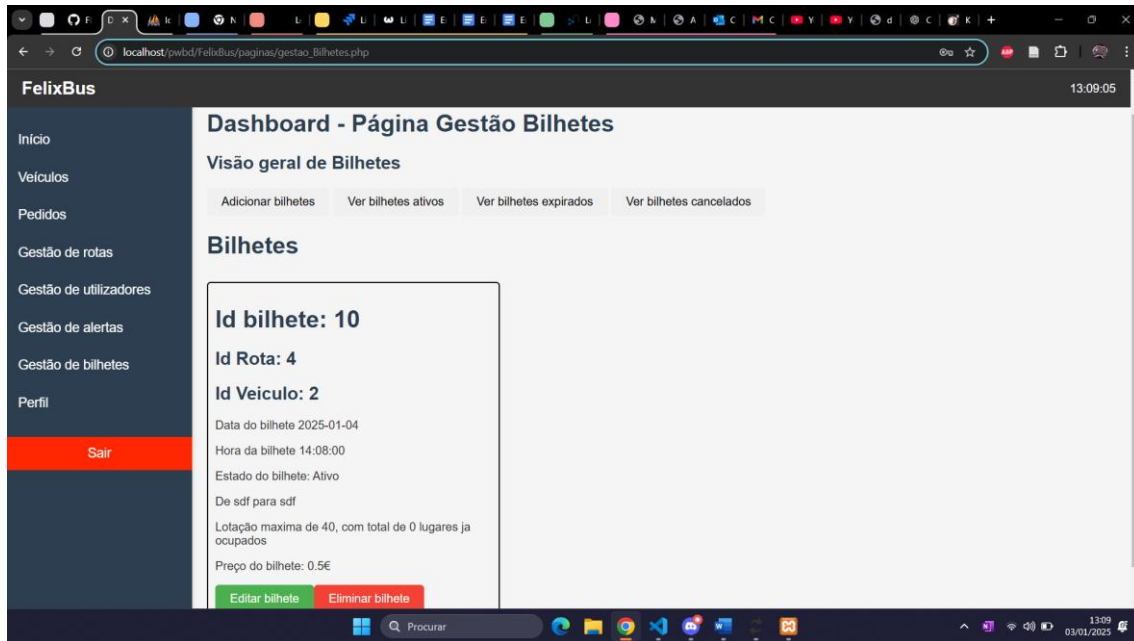 localhost/pwbd/FelixBus/paginas/gestao_Bilhetes.php
FelixBus
13:09:05
Início
Veículos
Pedidos
Gestão de rotas
Gestão de utilizadores
Gestão de alertas
Gestão de bilhetes
Perfil
Sair
Dashboard - Página Gestão Bilhetes
Visão geral de Bilhetes
Adicionar bilhetes Ver bilhetes ativos Ver bilhetes expirados Ver bilhetes cancelados
Bilhetes
Id bilhete: 10
Id Rota: 4
Id Veiculo: 2
Data do bilhete 2025-01-04
Hora da bilhete 14:08:00
Estado do bilhete: Ativo
De sdf para sdf
Lotação maxima de 40, com total de 0 lugares ja
ocupados
Preço do bilhete: 0.5€
Editar bilhete Eliminar bilhete
Procurar
13:09
03/01/2025